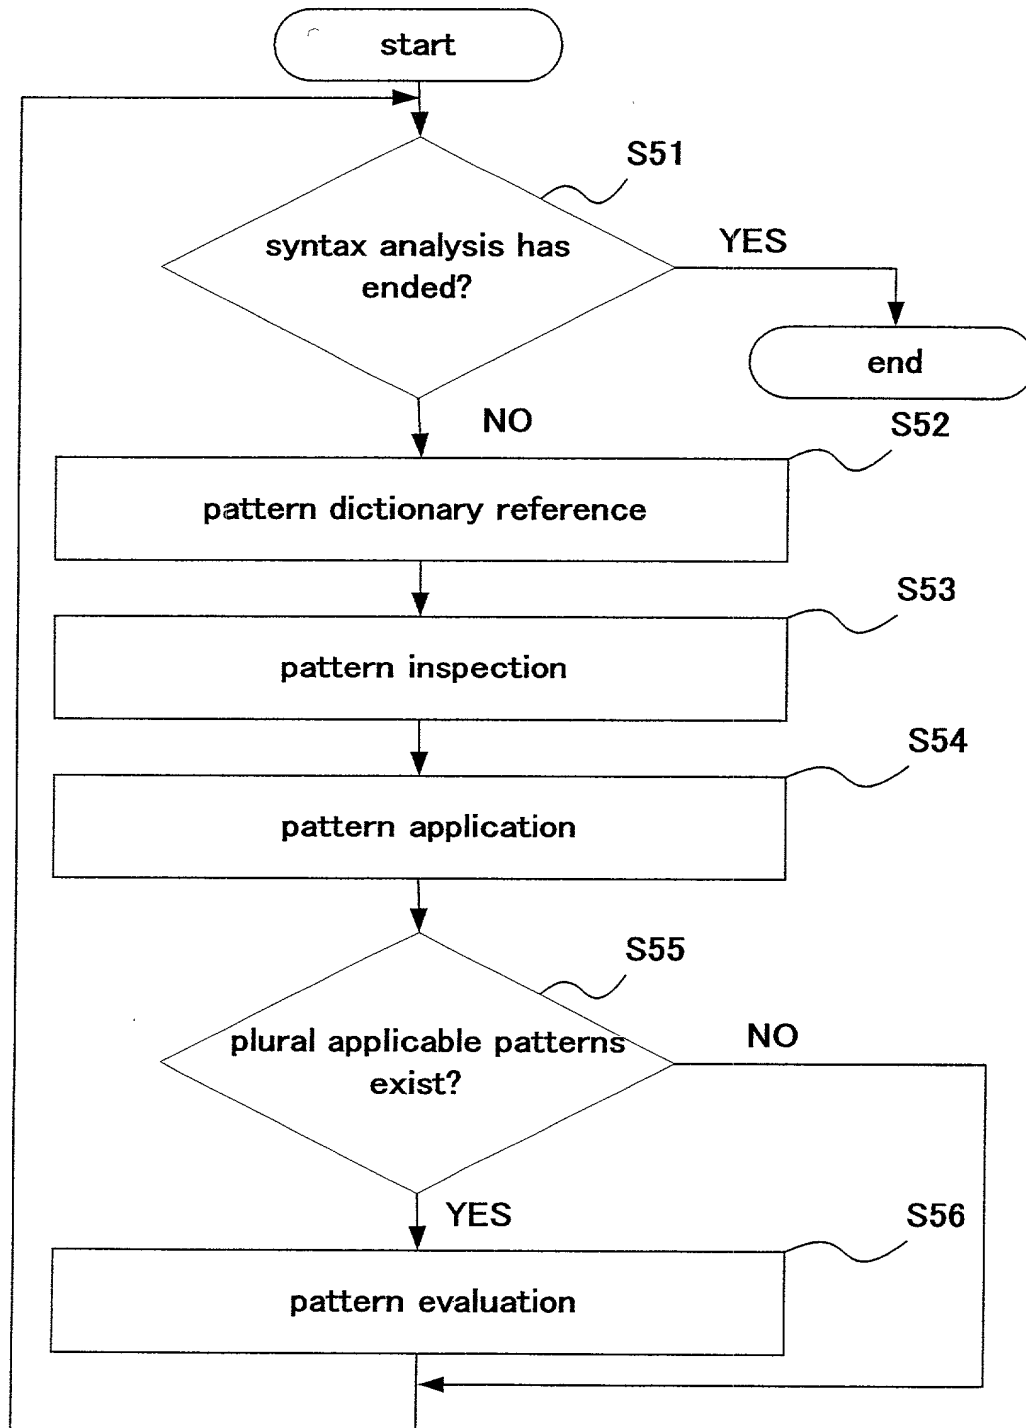 start
S51
syntax analysis has
ended?
YES
end
NO
S52
pattern dictionary reference
S53
pattern inspection
S54
pattern application
S55
plural applicable patterns
exist?
NO
YES
S56
pattern evaluation